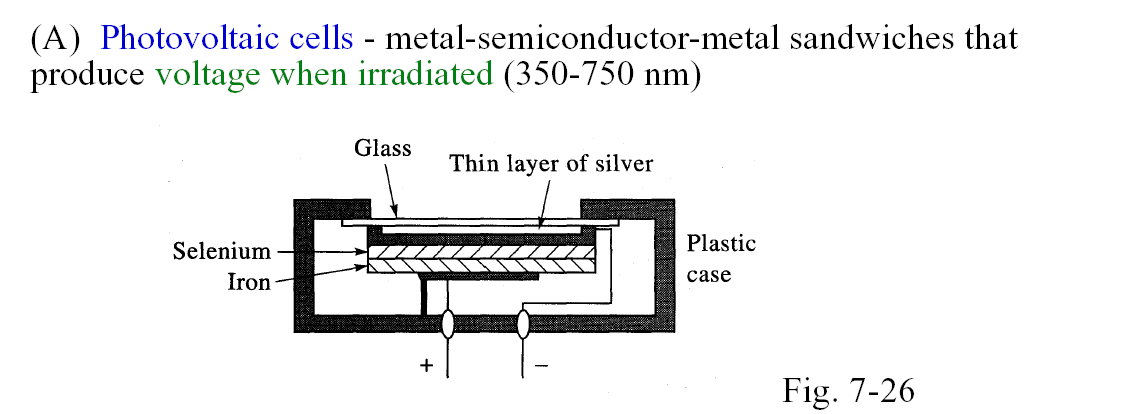 (A) Photovoltaic cells - metal-semiconductor-metal sandwiches that
produce voltage when irradiated (350-750 nm)
Glass
Thin layer of silver
Selenium
Iron
Plastic
case
+
–
Fig. 7-26